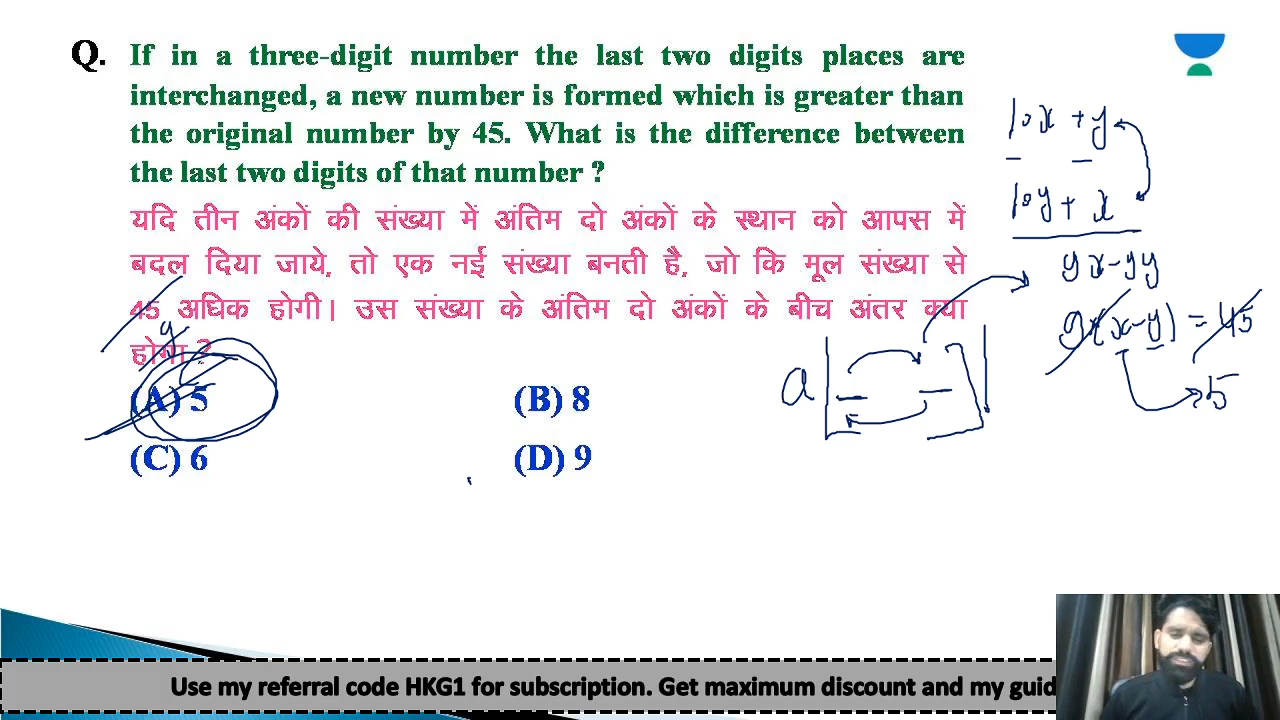 Q. If in a three-digit number the last two digits places are
interchanged, a new number is formed which is greater than
the original number by 45. What is the difference between
the last two digits of that number ?
यदि तीन अंकों की संख्या में अंतिम दो अंकों के स्थान को आपस में
बदल दिया जाये, तो एक नई संख्या बनती है, जो कि मूल संख्या से
45 अधिक होगी। उस संख्या के अंतिम दो अंकों के बीच अंतर क्या
होगा ?
(A) 5
(B) 8
(C) 6
(D) 9
10x + y
10y + x
9x-9y
9(x-y) = 45
5
a
Use my referral code HKG1 for subscription. Get maximum discount and my guid